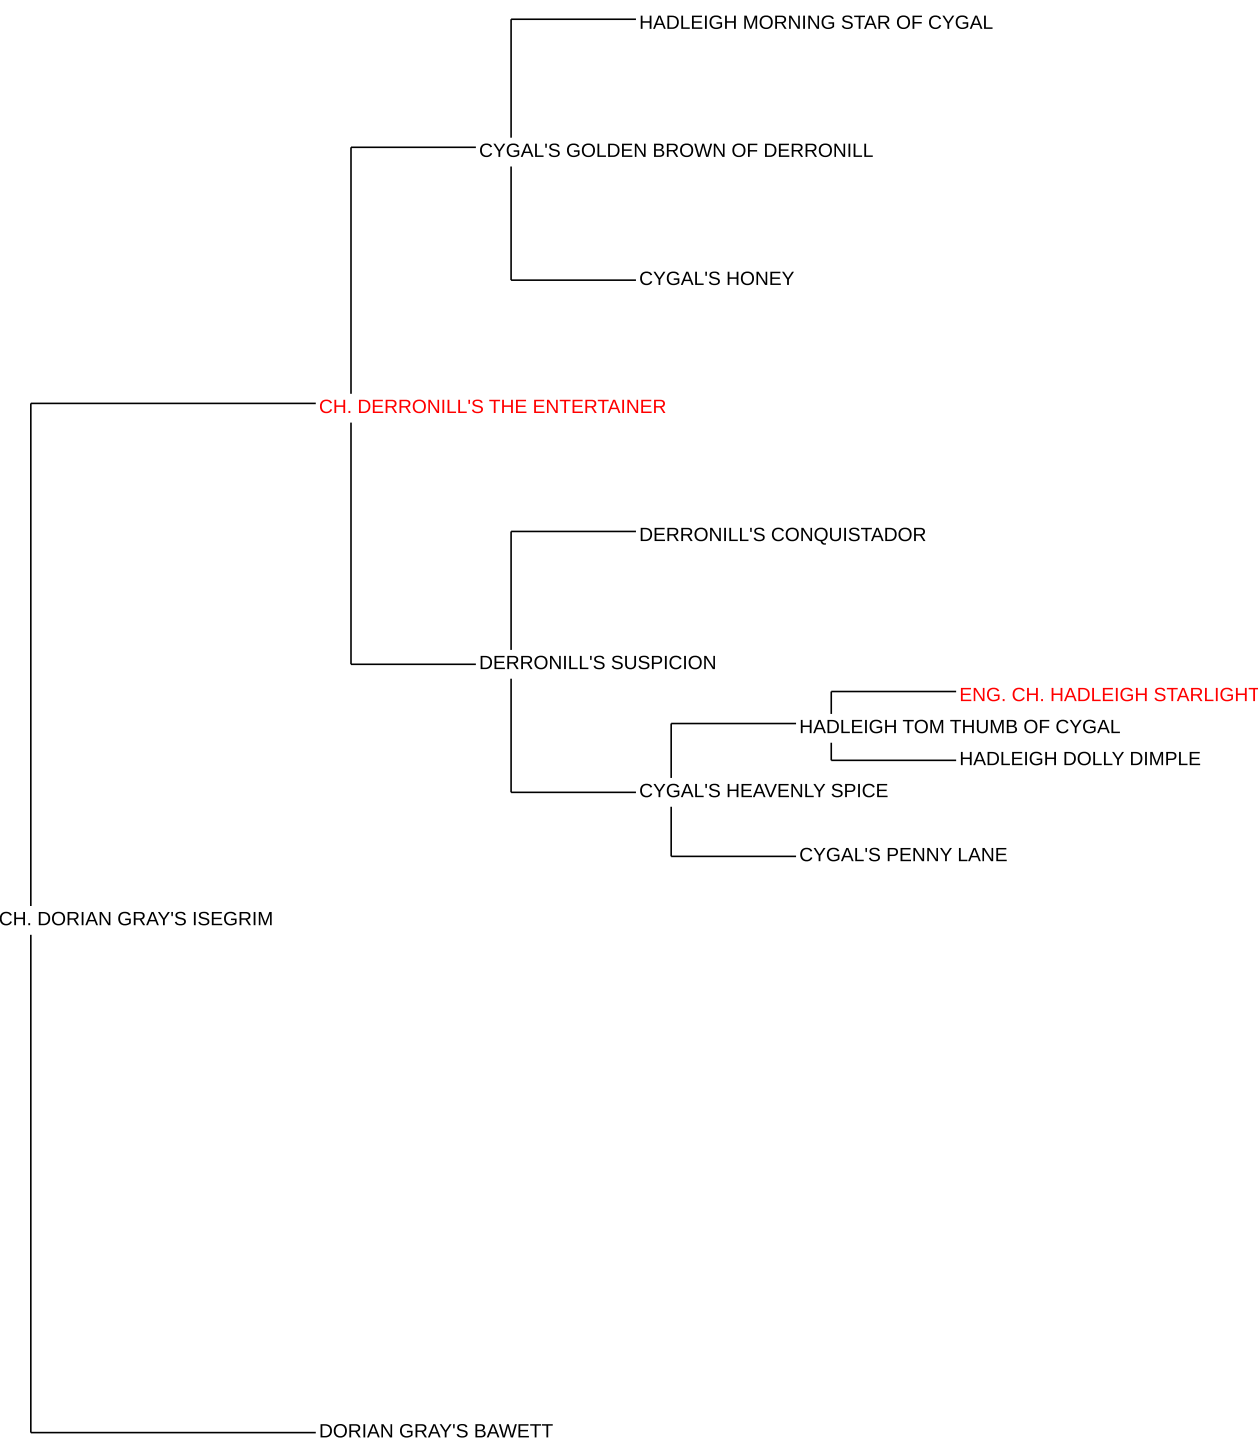 HADLEIGH MORNING STAR OF CYGAL
CYGAL'S GOLDEN BROWN OF DERRONILL
CYGAL'S HONEY
CH. DERRONILL'S THE ENTERTAINER
DERRONILL'S CONQUISTADOR
DERRONILL'S SUSPICION
ENG. CH. HADLEIGH STARLIGHT
HADLEIGH TOM THUMB OF CYGAL
HADLEIGH DOLLY DIMPLE
CYGAL'S HEAVENLY SPICE
CYGAL'S PENNY LANE
CH. DORIAN GRAY'S ISEGRIM
DORIAN GRAY'S BAWETT